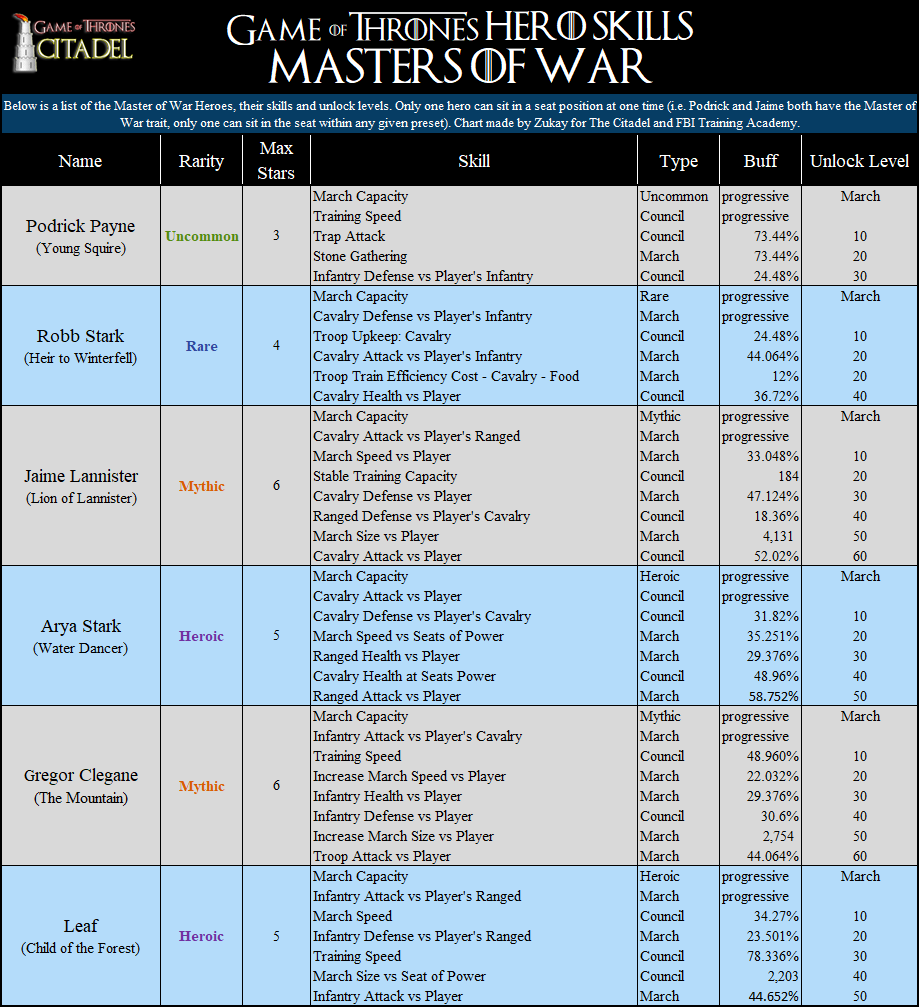 GAME OF THRONES
CITADEL
GAME OF THRONES HERO SKILLS
MASTERS OF WAR
Below is a list of the Master of War Heroes, their skills and unlock levels. Only one hero can sit in a seat position at one time (i.e. Podrick and Jaime both have the Master of
War trait, only one can sit in the seat within any given preset). Chart made by Zukay for The Citadel and FBI Training Academy.
Name Rarity Max Stars Skill Type Buff Unlock Level
Podrick Payne
(Young Squire)
Uncommon
3
March Capacity Uncommon progressive March
Training Speed Council progressive
Trap Attack Council 73.44% 10
Stone Gathering March 73.44% 20
Infantry Defense vs Player's Infantry Council 24.48% 30
Robb Stark
(Heir to Winterfell)
Rare
4
March Capacity Rare progressive March
Cavalry Defense vs Player's Infantry March progressive
Troop Upkeep: Cavalry Council 24.48% 10
Cavalry Attack vs Player's Infantry March 44.064% 20
Troop Train Efficiency Cost - Cavalry - Food March 12% 20
Cavalry Health vs Player Council 36.72% 40
Jaime Lannister
(Lion of Lannister)
Mythic
6
March Capacity Mythic progressive March
Cavalry Attack vs Player's Ranged March progressive
March Speed vs Player March 33.048% 10
Stable Training Capacity Council 184 20
Cavalry Defense vs Player March 47.124% 30
Ranged Defense vs Player's Cavalry Council 18.36% 40
March Size vs Player March 4,131 50
Cavalry Attack vs Player Council 52.02% 60
Arya Stark
(Water Dancer)
Heroic
5
March Capacity Heroic progressive March
Cavalry Attack vs Player Council progressive
Cavalry Defense vs Player's Cavalry Council 31.82% 10
March Speed vs Seats of Power March 35.251% 20
Ranged Health vs Player March 29.376% 30
Cavalry Health at Seats Power Council 48.96% 40
Ranged Attack vs Player March 58.752% 50
Gregor Clegane
(The Mountain)
Mythic
6
March Capacity Mythic progressive March
Infantry Attack vs Player's Cavalry March progressive
Training Speed Council 48.960% 10
Increase March Speed vs Player March 22.032% 20
Infantry Health vs Player March 29.376% 30
Infantry Defense vs Player Council 30.6% 40
Increase March Size vs Player March 2,754 50
Troop Attack vs Player March 44.064% 60
Leaf
(Child of the Forest)
Heroic
5
March Capacity Heroic progressive March
Infantry Attack vs Player's Ranged March progressive
March Speed Council 34.27% 10
Infantry Defense vs Player's Ranged March 23.501% 20
Training Speed Council 78.336% 30
March Size vs Seat of Power Council 2,203 40
Infantry Attack vs Player March 44.652% 50